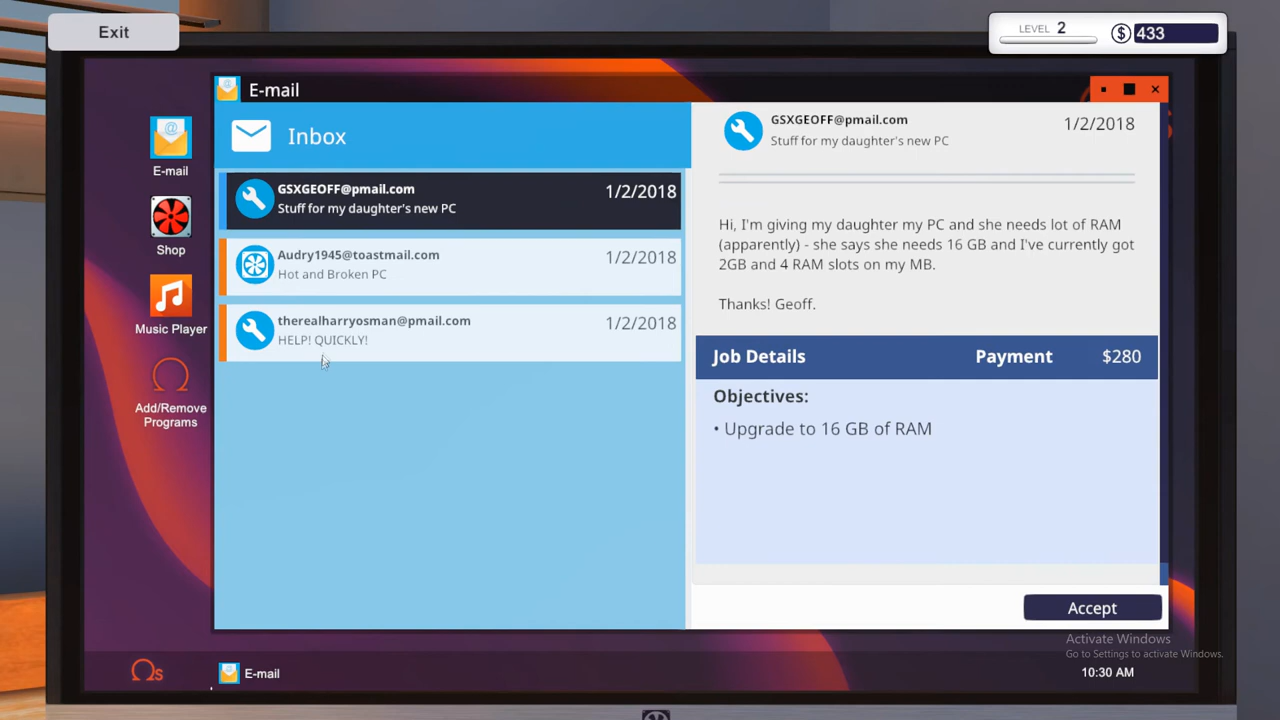 Exit
LEVEL 2
$ 433
E-mail
Shop
Music Player
Add/Remove
Programs
E-mail
Inbox
GSXGEOFF@pmail.com 1/2/2018
Stuff for my daughter's new PC
Audry1945@toastmail.com 1/2/2018
Hot and Broken PC
therealharryosman@pmail.com 1/2/2018
HELP! QUICKLY!
GSXGEOFF@pmail.com 1/2/2018
Stuff for my daughter's new PC
Hi, I'm giving my daughter my PC and she needs lot of RAM
(apparently) - she says she needs 16 GB and I've currently got
2GB and 4 RAM slots on my MB.
Thanks! Geoff.
Job Details Payment $280
Objectives:
• Upgrade to 16 GB of RAM
Accept
Activate Windows
Go to Settings to activate Windows.
Ωs E-mail 10:30 AM